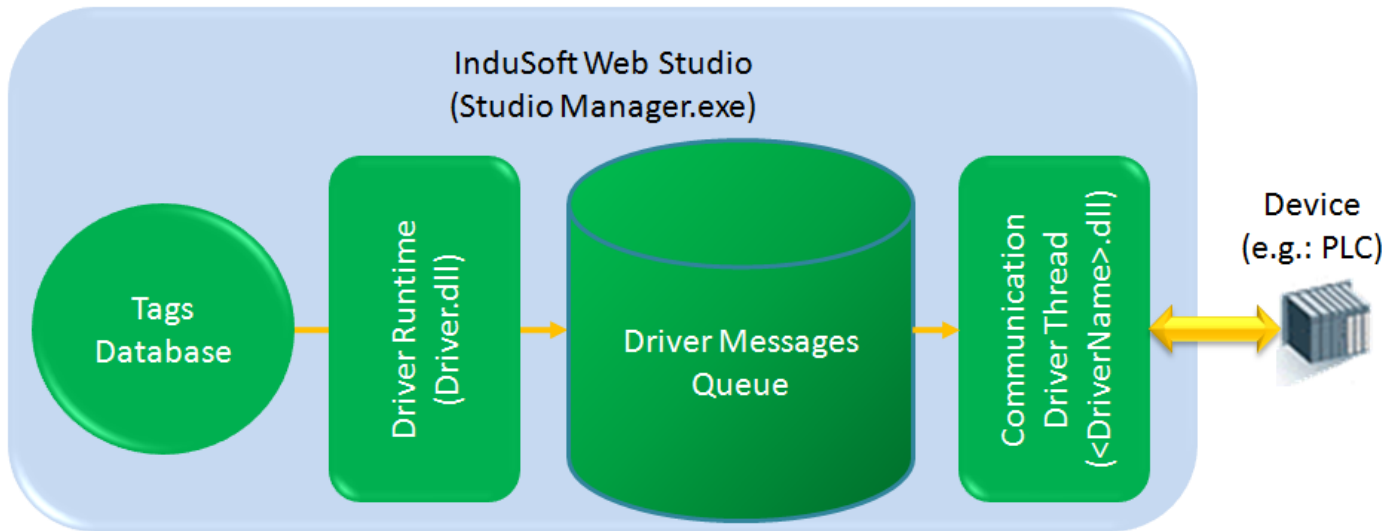 InduSoft Web Studio
(Studio Manager.exe)
Tags
Database
Driver Runtime
(Driver.dll)
Driver Messages
Queue
Communication
Driver Thread
(<DriverName>.dll)
Device
(e.g.: PLC)